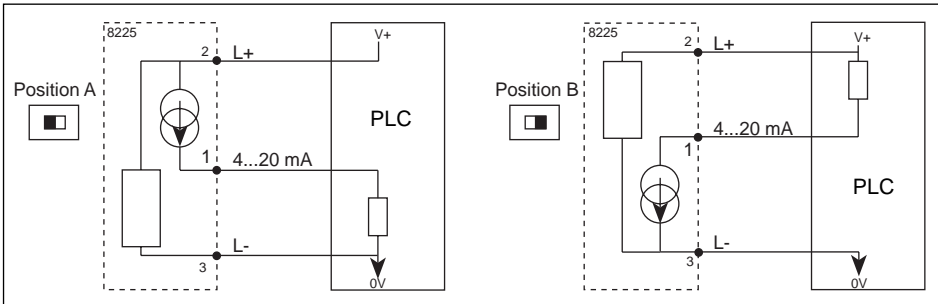 8225
2
L+
V+
Position A
PLC
1
4...20 mA
L-
3
0V
8225
2
L+
V+
Position B
4...20 mA
1
PLC
L-
3
0V